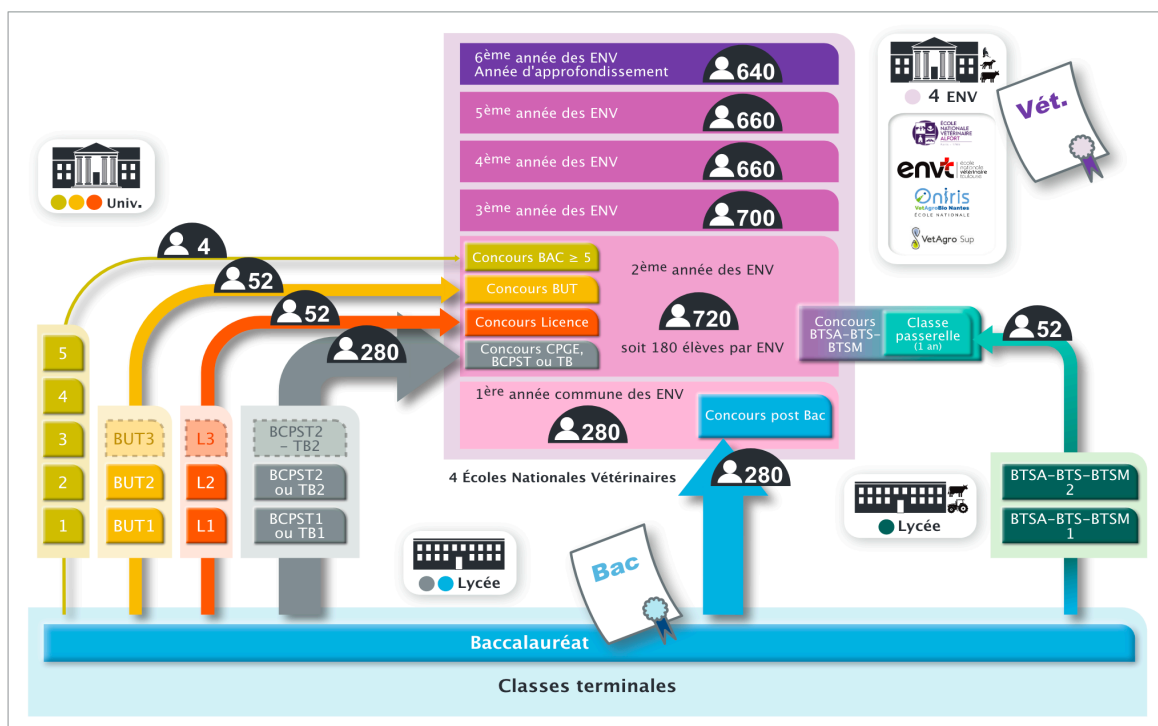 6ème année des ENV
Année d'approfondissement
640
5ème année des ENV
660
4ème année des ENV
660
3ème année des ENV
700
4 ENV
ÉCOLE
NATIONALE
VÉTÉRINAIRE
ALFORT
envt
école
nationale
vétérinaire
toulouse
Oniris
VetAgroBio Nantes
ÉCOLE NATIONALE
VetAgro Sup
Vét.
Univ.
4
52
52
280
Concours BAC ≥ 5
Concours BUT
Concours Licence
Concours CPGE,
BCPST ou TB
2ème année des ENV
720
soit 180 élèves par ENV
Concours
BTSA-BTS-
BTSM
Classe
passerelle
(1 an)
52
1ère année commune des ENV
280
Concours post Bac
4 Écoles Nationales Vétérinaires
280
5
4
3
2
1
BUT3
BUT2
BUT1
L3
L2
L1
BCPST2
– TB2
BCPST2
ou TB2
BCPST1
ou TB1
Lycée
Bac
Lycée
BTSA-BTS-BTSM
2
BTSA-BTS-BTSM
1
Baccalauréat
Classes terminales